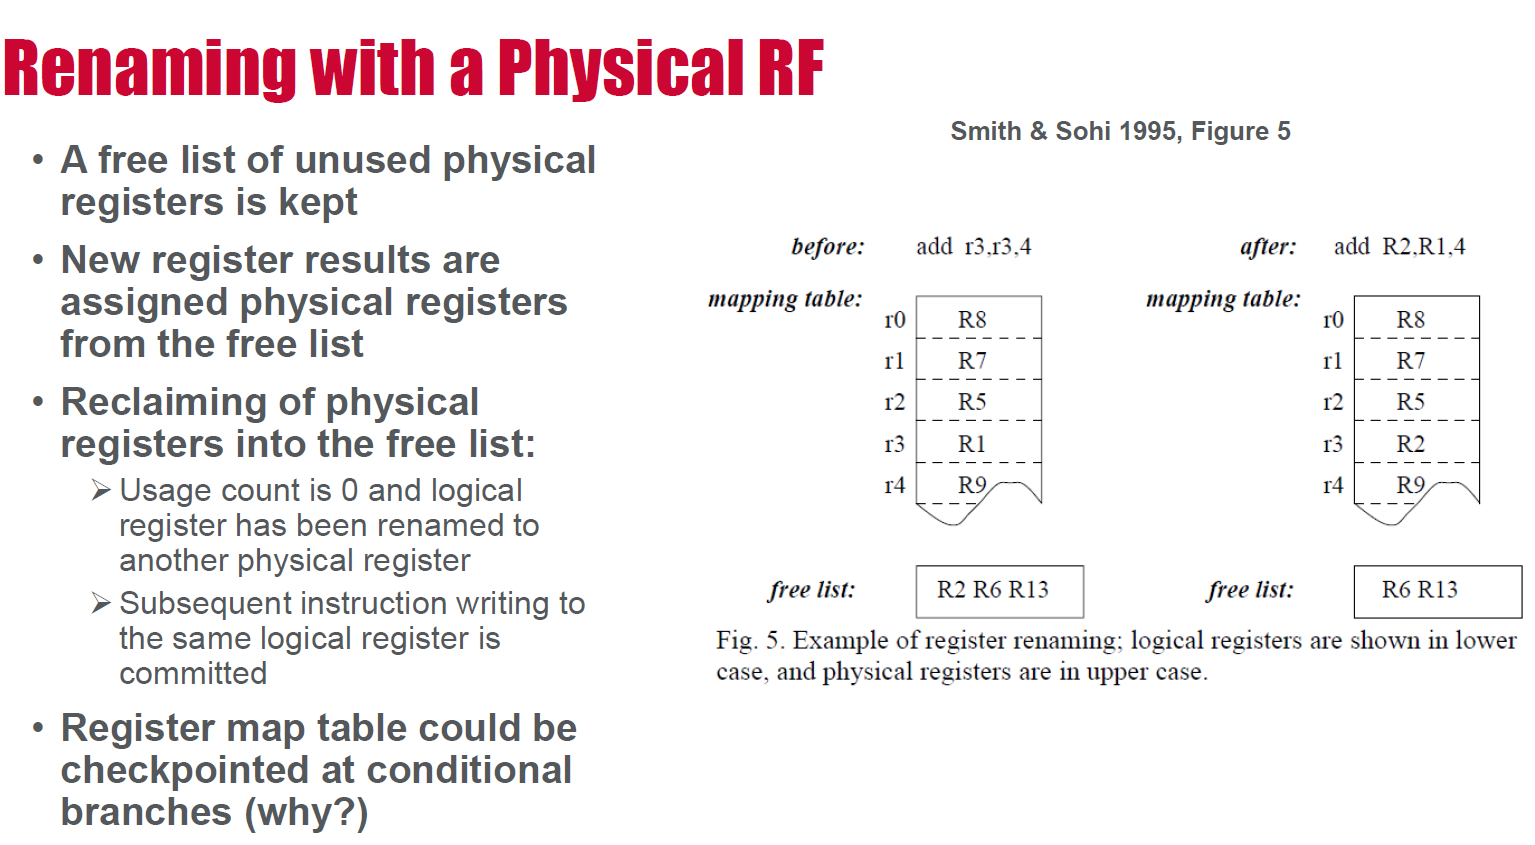 Renaming with a Physical RF
• A free list of unused physical
registers is kept
• New register results are
assigned physical registers
from the free list
• Reclaiming of physical
registers into the free list:
➢ Usage count is 0 and logical
register has been renamed to
another physical register
➢ Subsequent instruction writing to
the same logical register is
committed
• Register map table could be
checkpointed at conditional
branches (why?)
Smith & Sohi 1995, Figure 5
before: add r3,r3,4
mapping table:
r0 R8
r1 R7
r2 R5
r3 R1
r4 R9
free list: R2 R6 R13
after: add R2,R1,4
mapping table:
r0 R8
r1 R7
r2 R5
r3 R2
r4 R9
free list: R6 R13
Fig. 5. Example of register renaming; logical registers are shown in lower
case, and physical registers are in upper case.